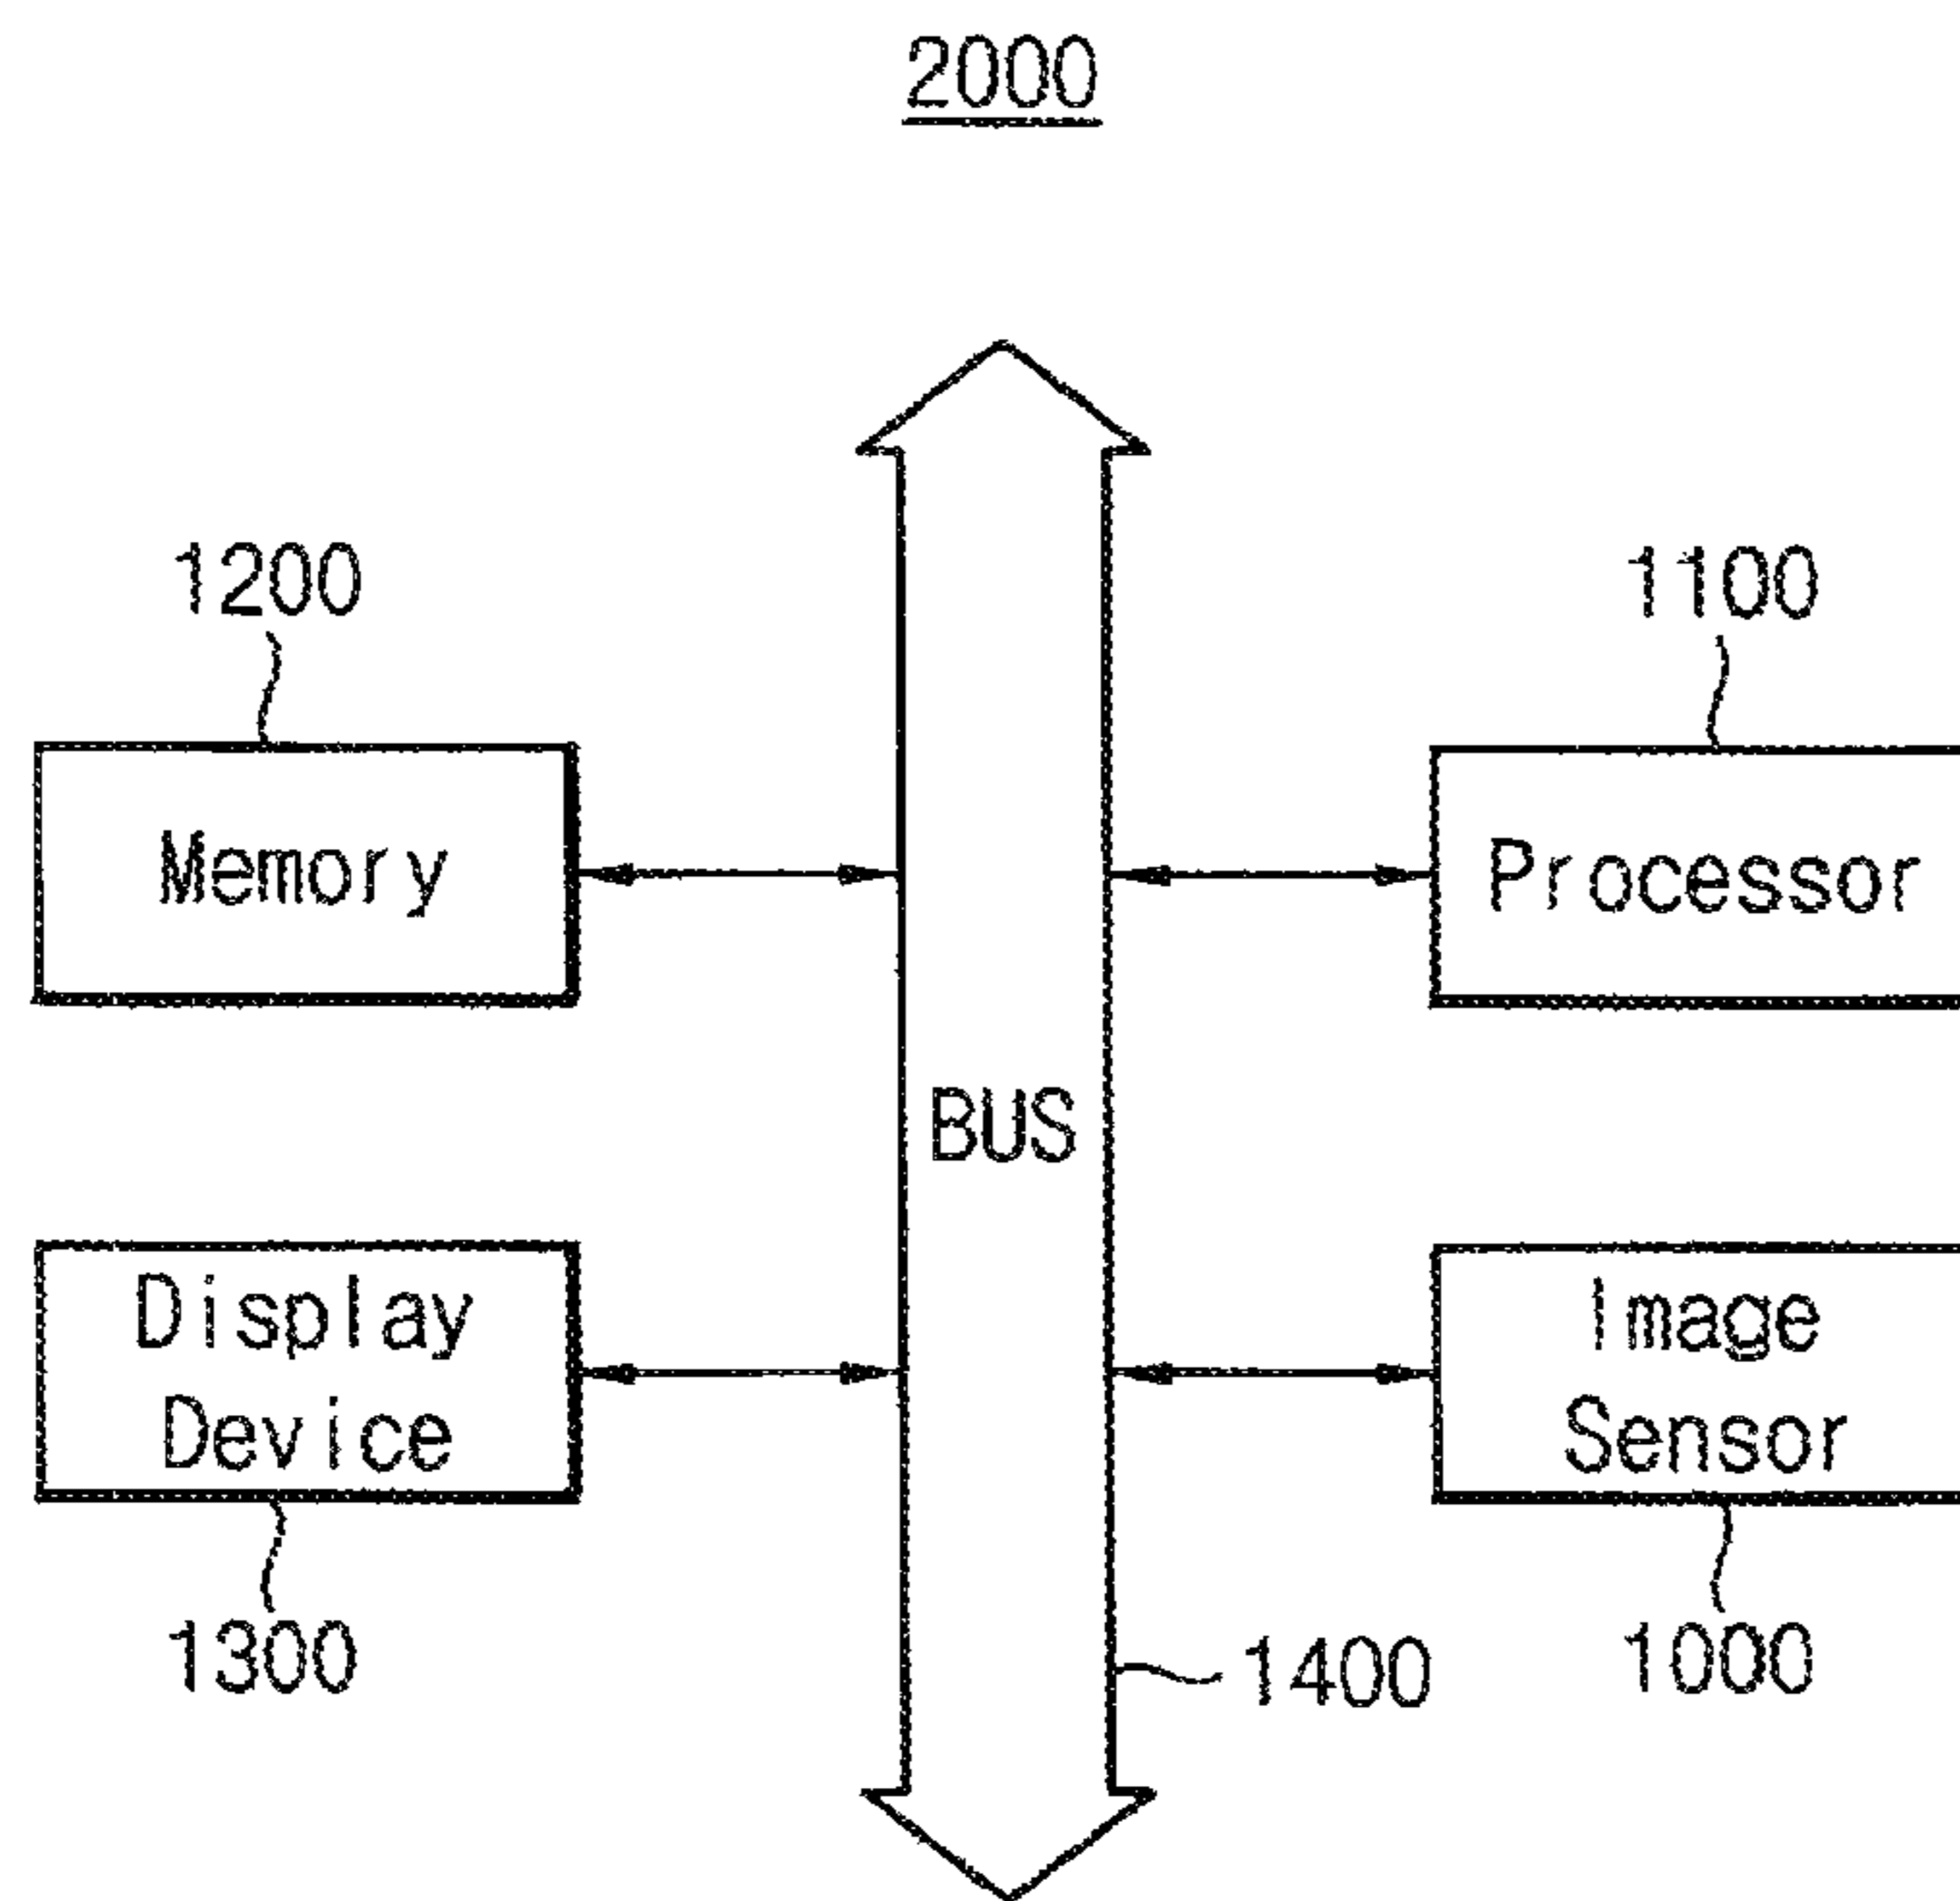 2000
1200
1100
Memory
Processor
BUS
Display
Device
Image
Sensor
1300
1400
1000